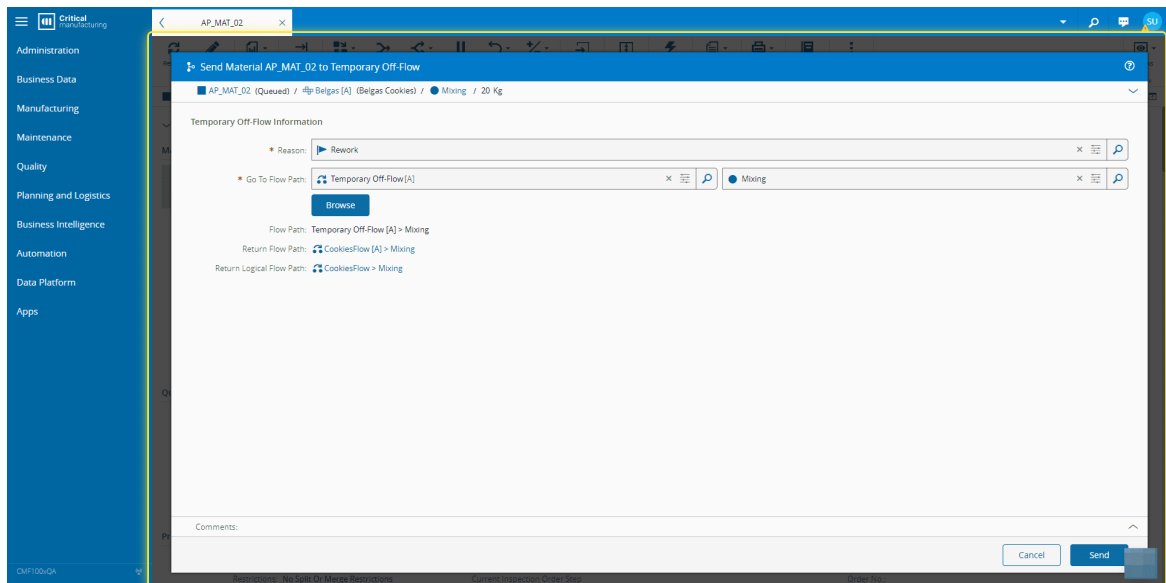 Critical
manufacturing
AP_MAT_02
SU
Administration
Business Data
Manufacturing
Maintenance
Quality
Planning and Logistics
Business Intelligence
Automation
Data Platform
Apps
CMF100xQA
Send Material AP_MAT_02 to Temporary Off-Flow
AP_MAT_02 (Queued) / Belgas [A] (Belgas Cookies) / Mixing / 20 Kg
Temporary Off-Flow Information
* Reason: Rework
* Go To Flow Path: Temporary Off-Flow [A] Mixing
Browse
Flow Path: Temporary Off-Flow [A] > Mixing
Return Flow Path: CookiesFlow [A] > Mixing
Return Logical Flow Path: CookiesFlow > Mixing
Comments:
Cancel Send
Restrictions: No Split Or Merge Restrictions Current Inspection Order Step Order No.: